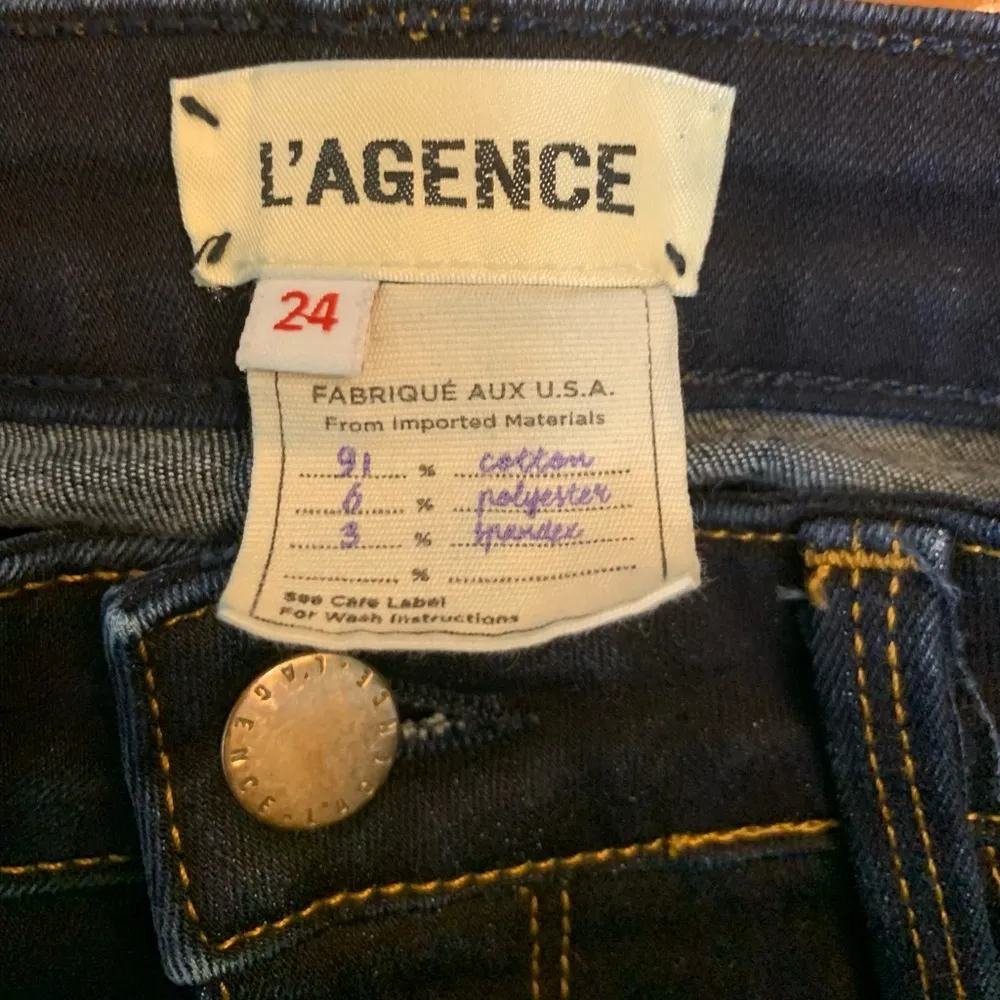 L'AGENCE
24
FABRIQUÉ AUX U.S.A.
From Imported Materials
91 % cotton
6 % polyester
3 % spandex
%
See Care Label
For Wash Instructions
L'AGENCE · L'AGENCE ·